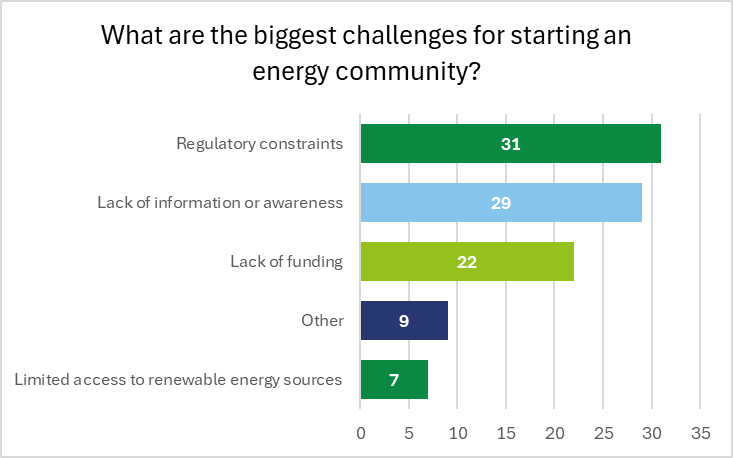 What are the biggest challenges for starting an
energy community?
Regulatory constraints
31
Lack of information or awareness
29
Lack of funding
22
Other
9
Limited access to renewable energy sources
7
0 5 10 15 20 25 30 35